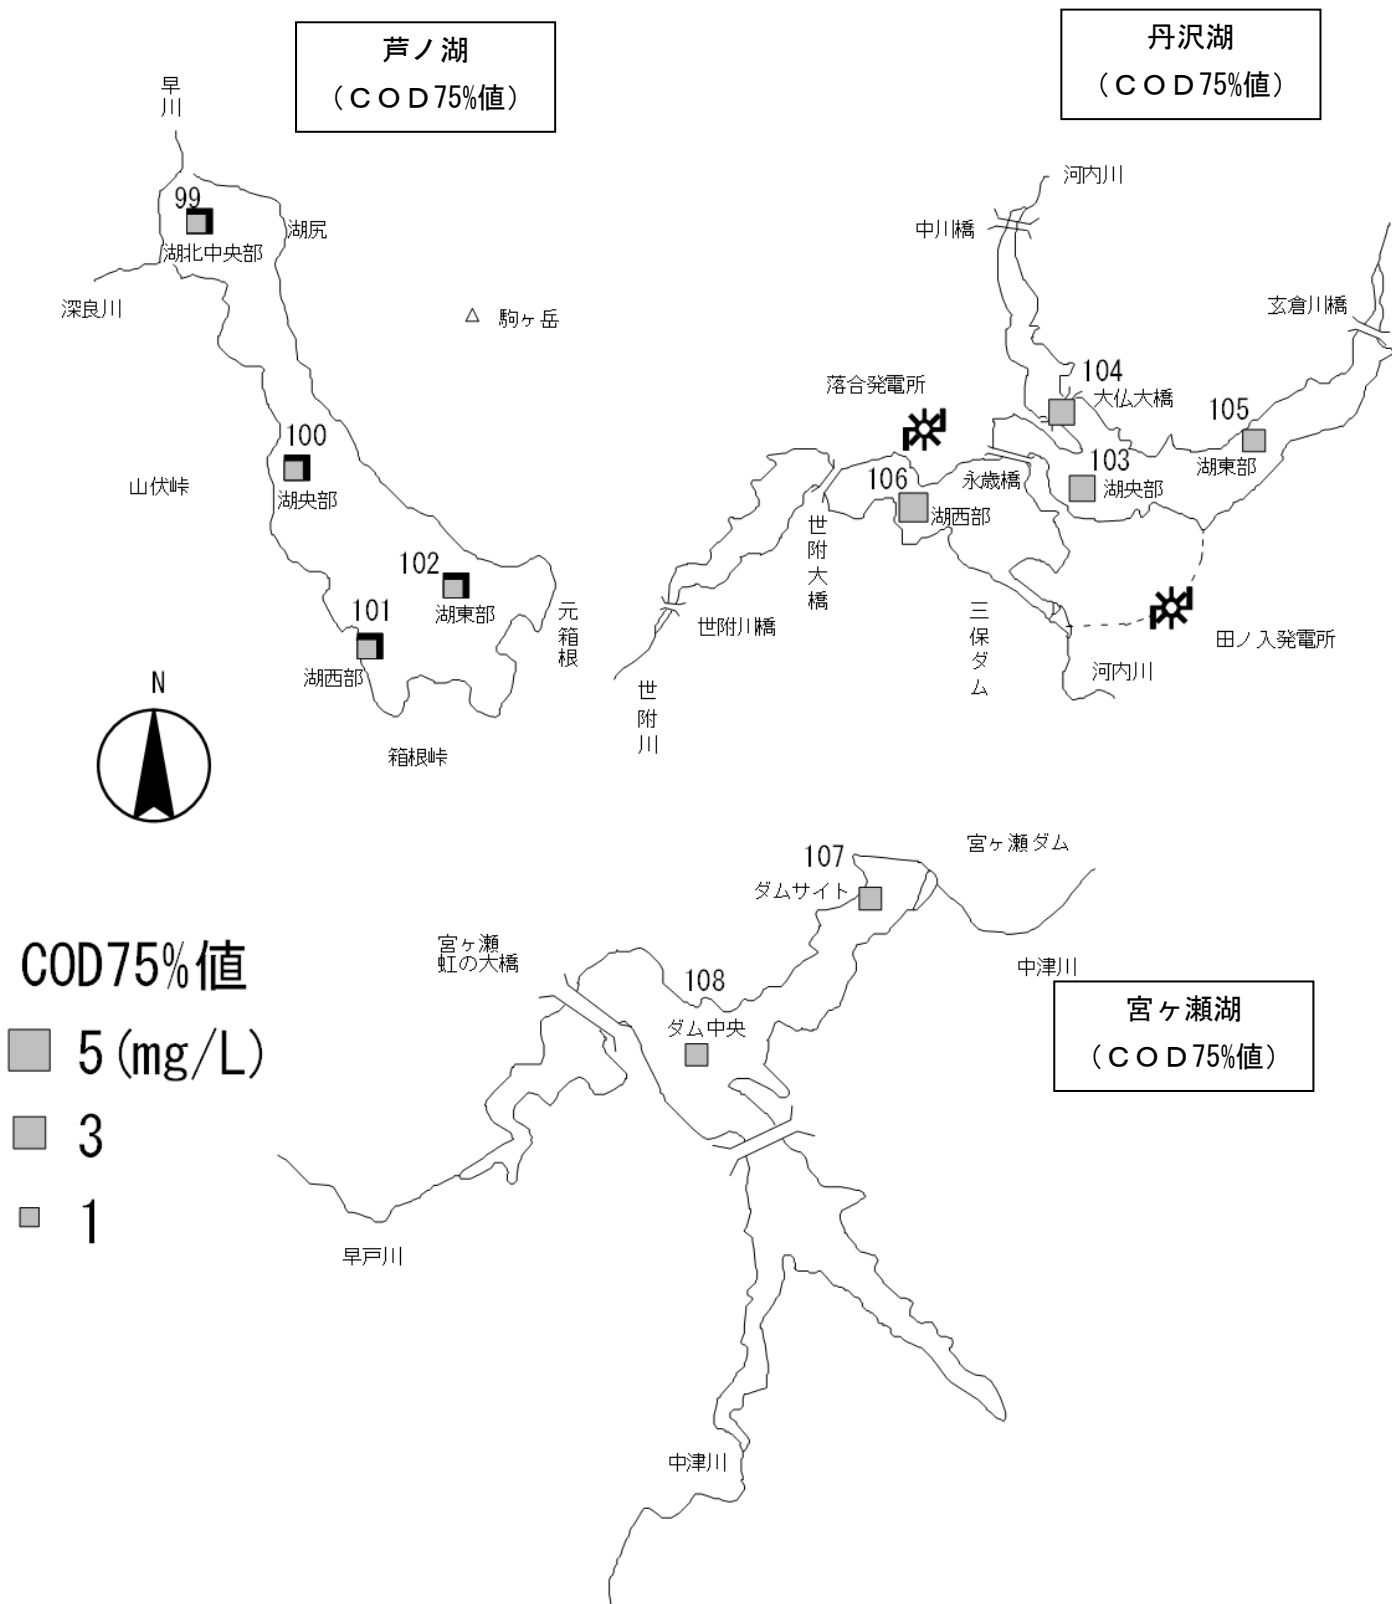 芦ノ湖
（ＣＯＤ75%値）
早川
99
湖北中央部
湖尻
深良川
駒ヶ岳
100
湖央部
山伏峠
102
湖東部
101
湖西部
元箱根
箱根峠
N
丹沢湖
（ＣＯＤ75%値）
河内川
中川橋
玄倉川橋
104
大仏大橋
落合発電所
105
湖東部
103
湖央部
永歳橋
106
湖西部
世附大橋
世附川橋
三保ダム
田ノ入発電所
河内川
世附川
宮ヶ瀬ダム
107
ダムサイト
宮ヶ瀬
虹の大橋
中津川
108
ダム中央
宮ヶ瀬湖
（ＣＯＤ75%値）
早戸川
中津川
COD75%値
5(mg/L)
3
1